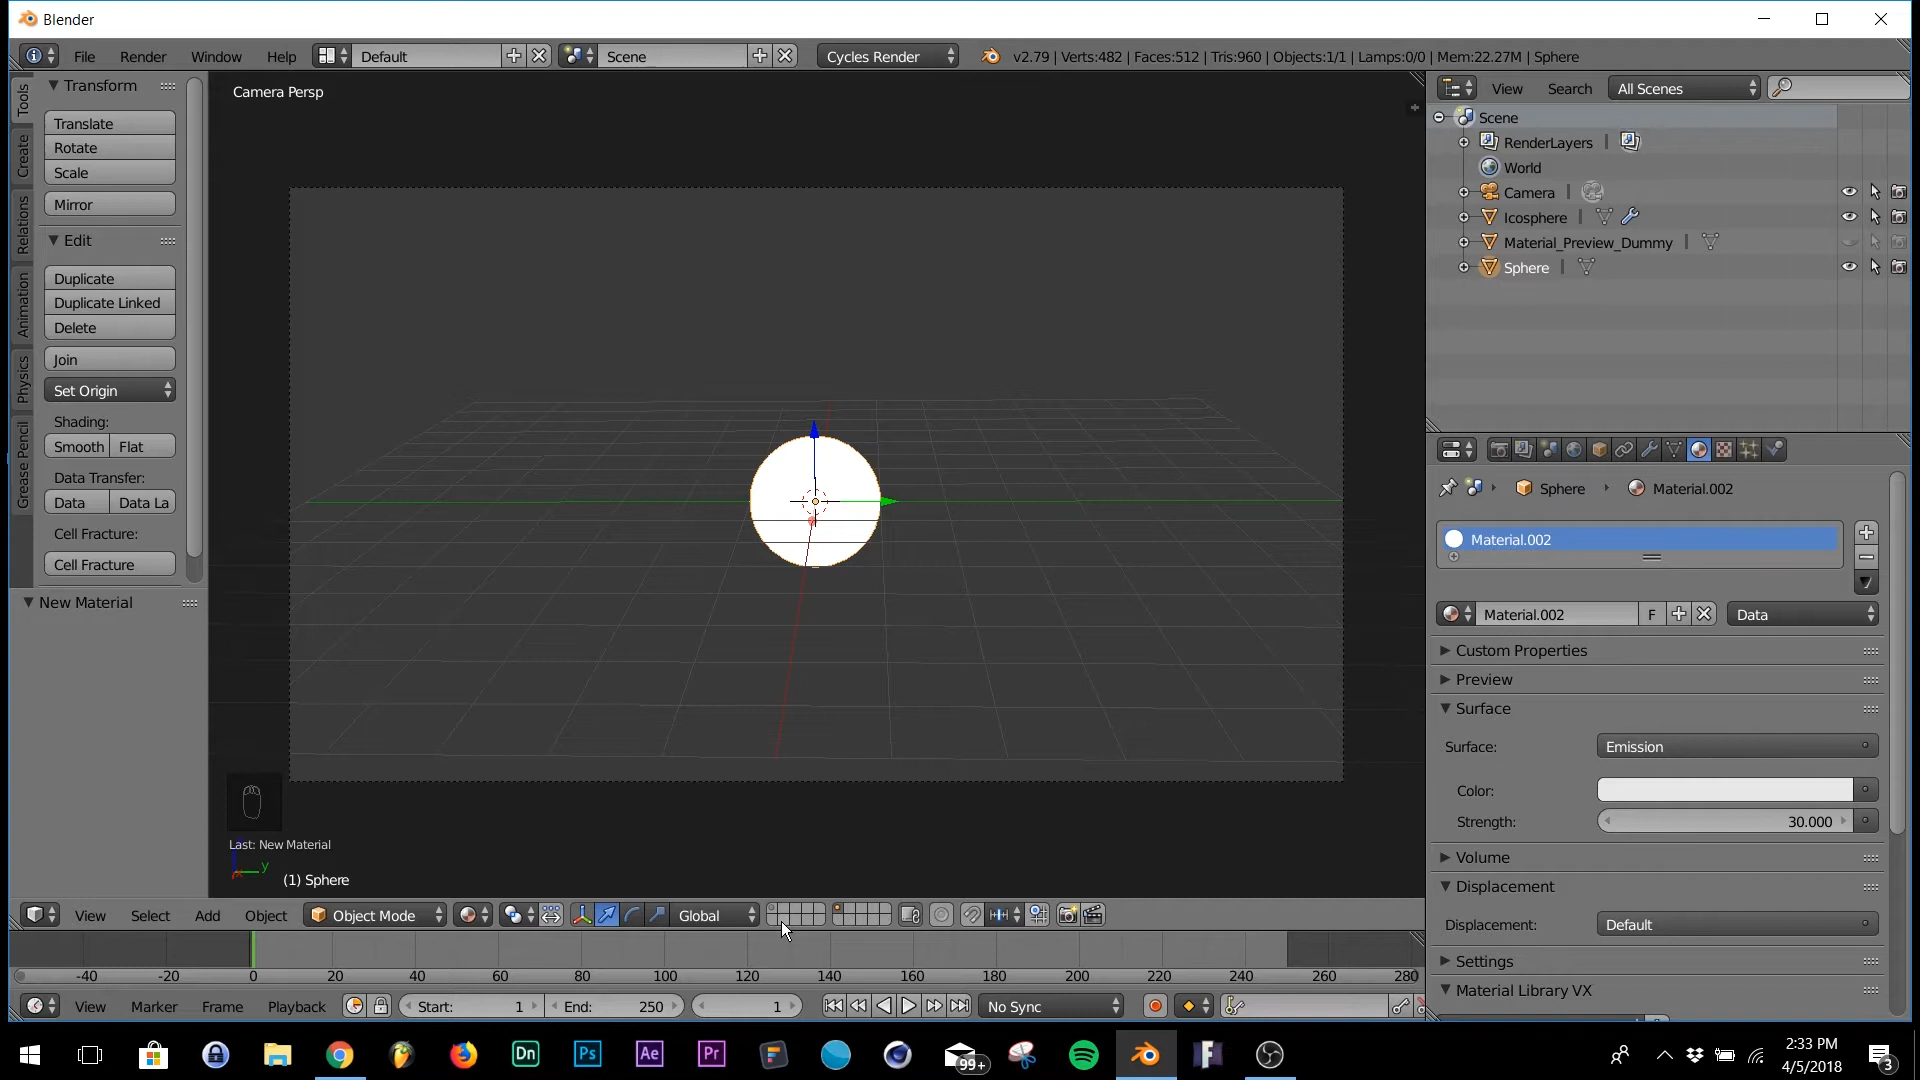 Blender
File Render Window Help Default Scene Cycles Render v2.79 | Verts:482 | Faces:512 | Tris:960 | Objects:1/1 | Lamps:0/0 | Mem:22.27M | Sphere
Tools
Create
Relations
Animation
Physics
Grease Pencil
Transform
Translate
Rotate
Scale
Mirror
Edit
Duplicate
Duplicate Linked
Delete
Join
Set Origin
Shading:
Smooth Flat
Data Transfer:
Data Data La
Cell Fracture:
Cell Fracture
New Material
Camera Persp
Last: New Material
y
(1) Sphere
View Search All Scenes
Scene
RenderLayers |
World
Camera |
Icosphere |
Material_Preview_Dummy |
Sphere |
Sphere Material.002
Material.002
Material.002 F Data
Custom Properties
Preview
Surface
Surface: Emission
Color:
Strength: 30.000
Volume
Displacement
Displacement: Default
Settings
Material Library VX
View Select Add Object Object Mode Global
-40 -20 0 20 40 60 80 100 120 140 160 180 200 220 240 260 280
View Marker Frame Playback Start: 1 End: 250 1 No Sync
Dn Ps Ae Pr F 99+ F
2:33 PM
4/5/2018
3